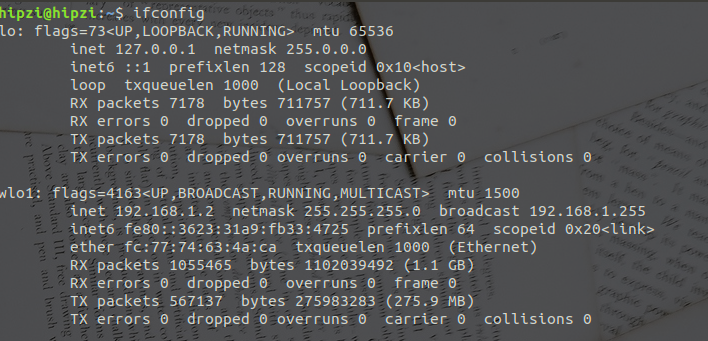 hipzi@hipzi:~$ ifconfig
lo: flags=73<UP,LOOPBACK,RUNNING>  mtu 65536
        inet 127.0.0.1  netmask 255.0.0.0
        inet6 ::1  prefixlen 128  scopeid 0x10<host>
        loop  txqueuelen 1000  (Local Loopback)
        RX packets 7178  bytes 711757 (711.7 KB)
        RX errors 0  dropped 0  overruns 0  frame 0
        TX packets 7178  bytes 711757 (711.7 KB)
        TX errors 0  dropped 0 overruns 0  carrier 0  collisions 0
wlo1: flags=4163<UP,BROADCAST,RUNNING,MULTICAST>  mtu 1500
        inet 192.168.1.2  netmask 255.255.255.0  broadcast 192.168.1.255
        inet6 fe80::3623:31a9:fb33:4725  prefixlen 64  scopeid 0x20<link>
        ether fc:77:74:63:4a:ca  txqueuelen 1000  (Ethernet)
        RX packets 1055465  bytes 1102039492 (1.1 GB)
        RX errors 0  dropped 0  overruns 0  frame 0
        TX packets 567137  bytes 275983283 (275.9 MB)
        TX errors 0  dropped 0 overruns 0  carrier 0  collisions 0